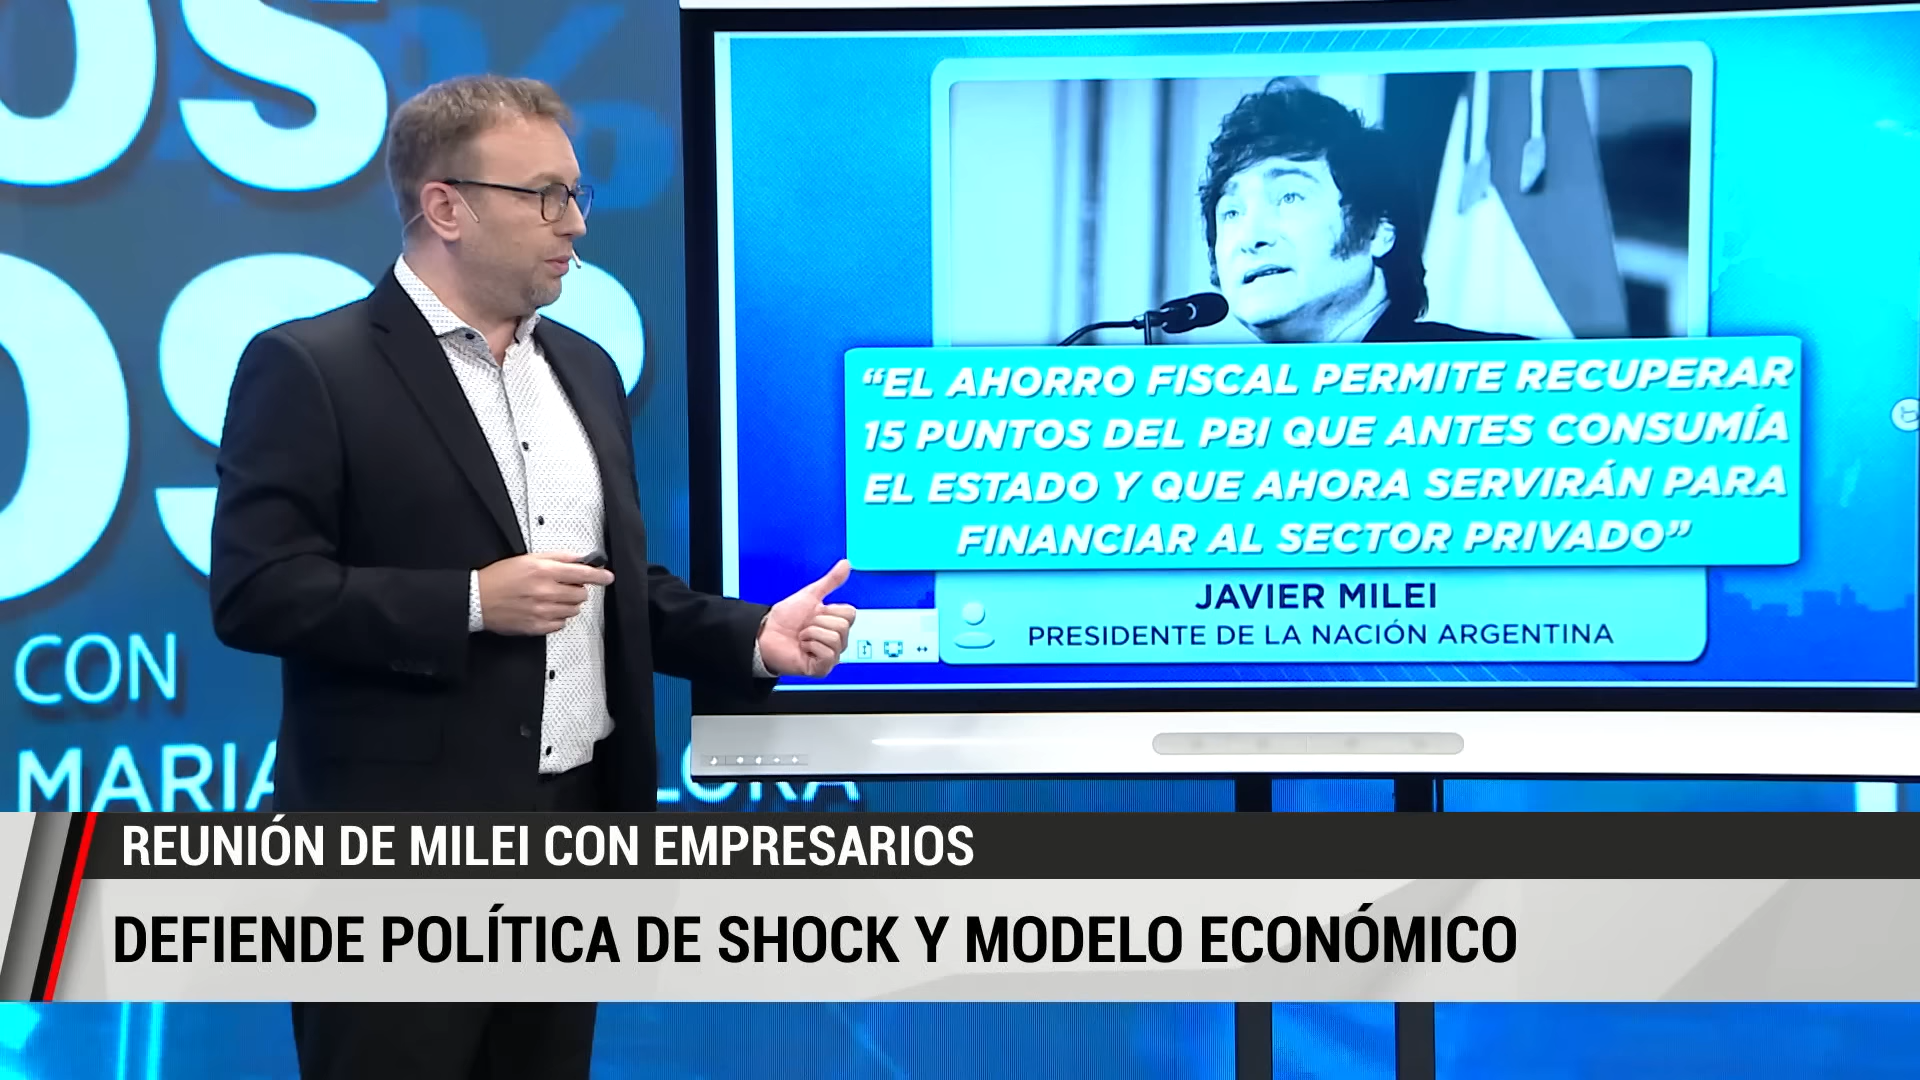 OS
OS
CON
“EL AHORRO FISCAL PERMITE RECUPERAR
15 PUNTOS DEL PBI QUE ANTES CONSUMÍA
EL ESTADO Y QUE AHORA SERVIRÁN PARA
FINANCIAR AL SECTOR PRIVADO”
JAVIER MILEI
PRESIDENTE DE LA NACIÓN ARGENTINA
REUNIÓN DE MILEI CON EMPRESARIOS
DEFIENDE POLÍTICA DE SHOCK Y MODELO ECONÓMICO